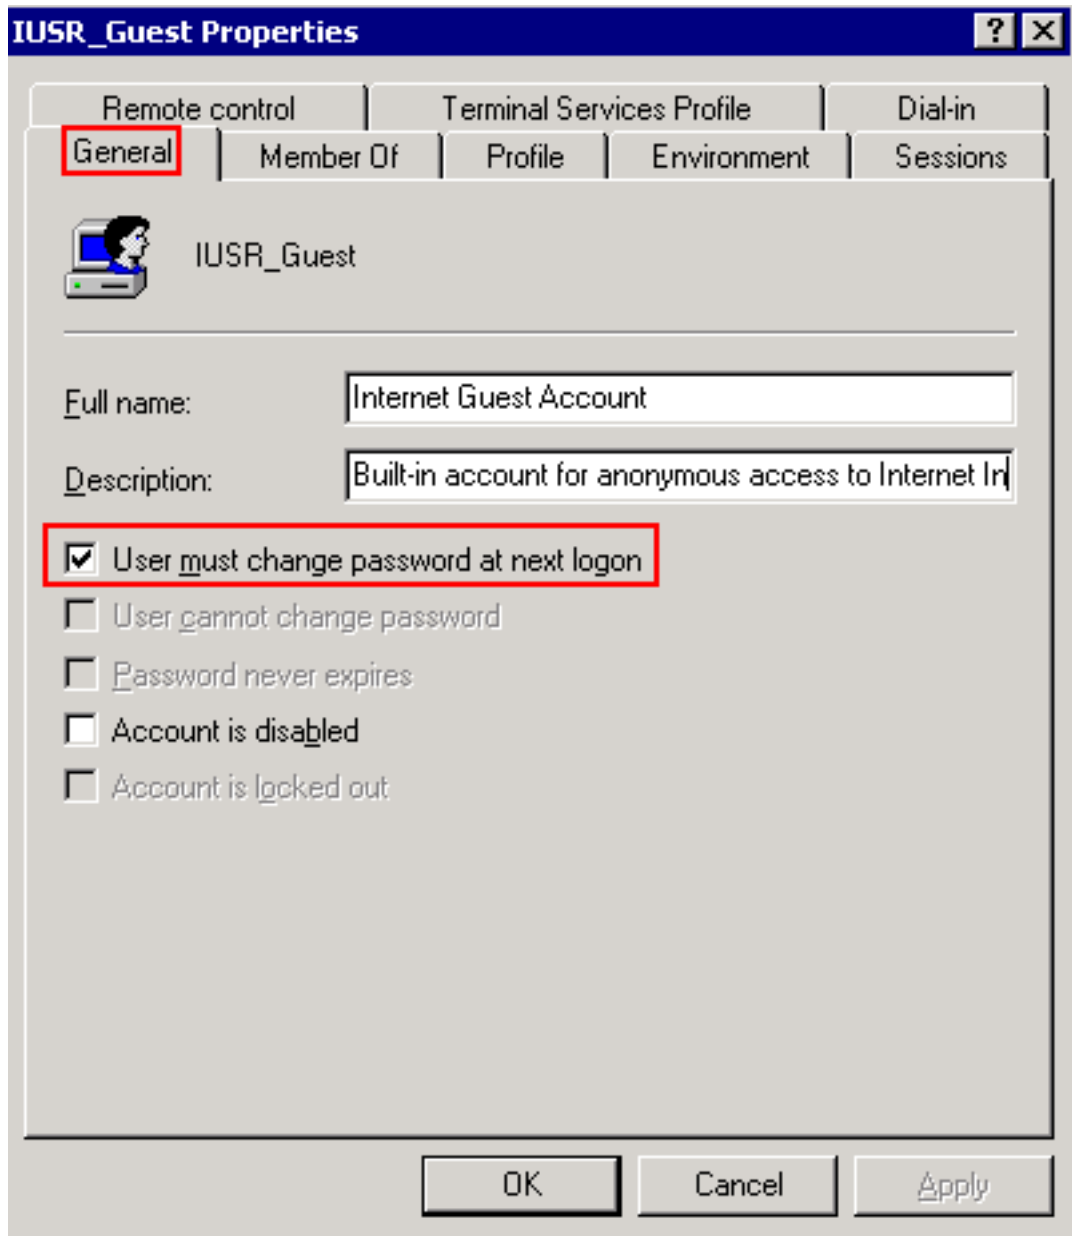 IUSR_Guest Properties
Remote control Terminal Services Profile Dial-in
General Member Of Profile Environment Sessions
IUSR_Guest
Full name: Internet Guest Account
Description: Built-in account for anonymous access to Internet In
User must change password at next logon
User cannot change password
Password never expires
Account is disabled
Account is locked out
OK Cancel Apply